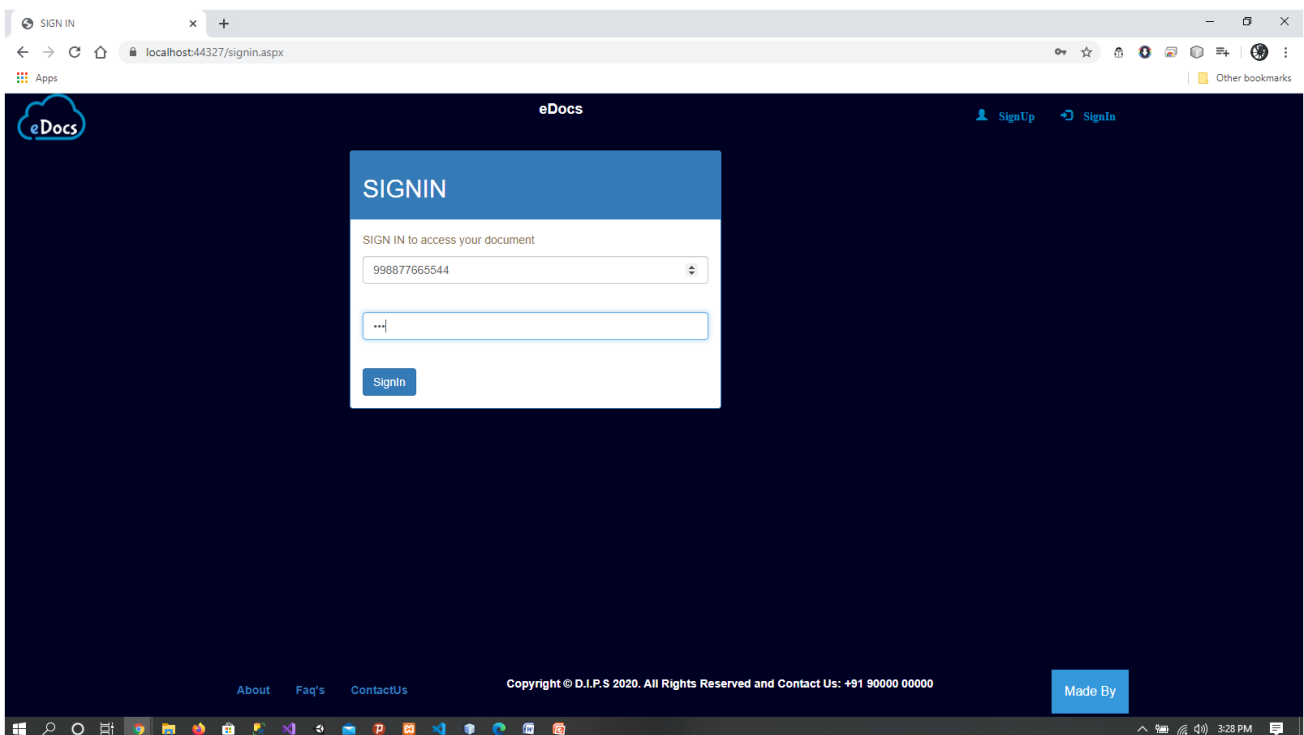 SIGN IN
localhost:44327/signin.aspx
Apps
Other bookmarks
eDocs
eDocs
SignUp
SignIn
SIGNIN
SIGN IN to access your document
998877665544
•••
SignIn
About Faq's ContactUs
Copyright © D.I.P.S 2020. All Rights Reserved and Contact Us: +91 90000 00000
Made By
3:28 PM